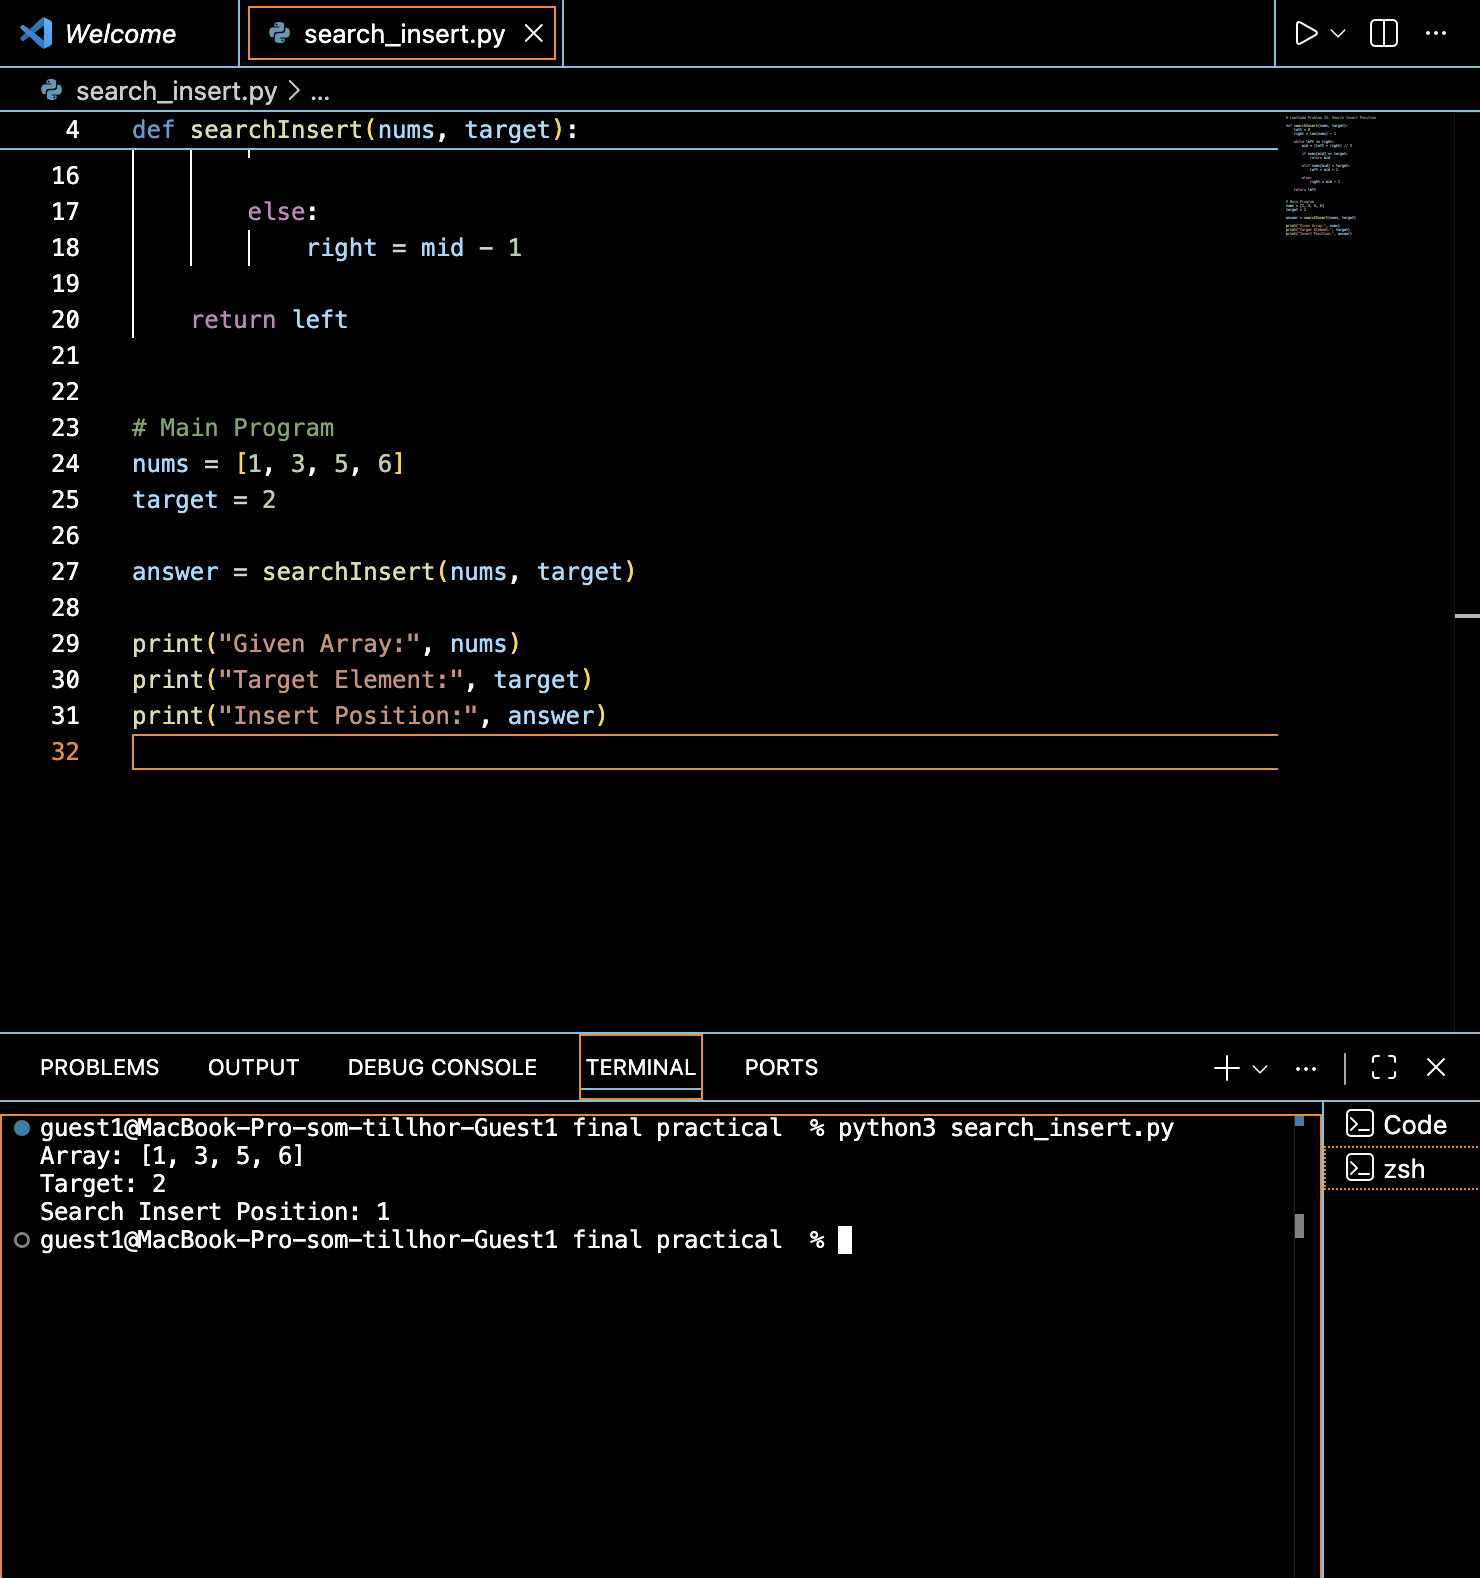 Welcome
search_insert.py
search_insert.py > ...
4 def searchInsert(nums, target):
16
17 else:
18 right = mid - 1
19
20 return left
21
22
23 # Main Program
24 nums = [1, 3, 5, 6]
25 target = 2
26
27 answer = searchInsert(nums, target)
28
29 print("Given Array:", nums)
30 print("Target Element:", target)
31 print("Insert Position:", answer)
32
PROBLEMS OUTPUT DEBUG CONSOLE TERMINAL PORTS
guest1@MacBook-Pro-som-tillhor-Guest1 final practical % python3 search_insert.py
Array: [1, 3, 5, 6]
Target: 2
Search Insert Position: 1
guest1@MacBook-Pro-som-tillhor-Guest1 final practical %
Code
zsh